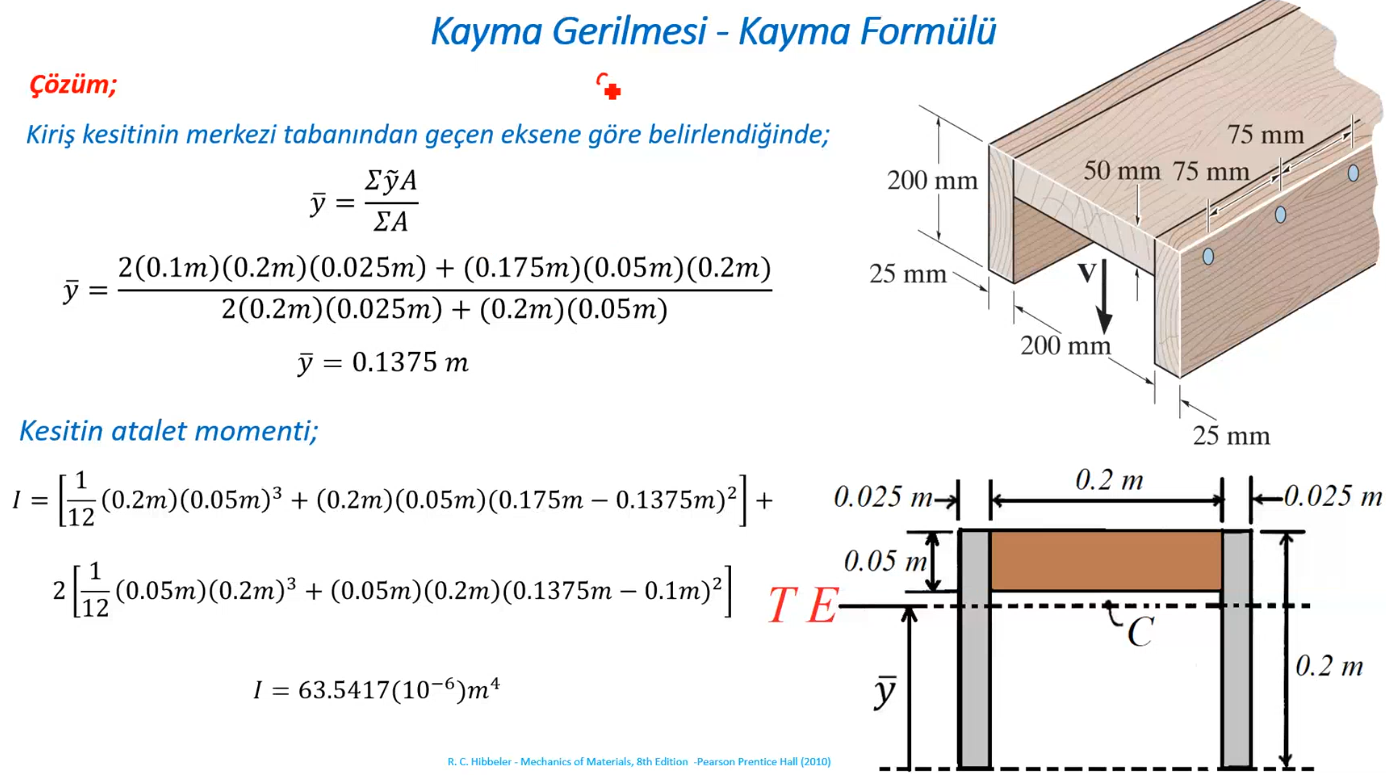 Kayma Gerilmesi - Kayma Formülü
Çözüm;
Kiriş kesitinin merkezi tabanından geçen eksene göre belirlendiğinde;
ȳ = ΣỹA / ΣA
ȳ = 2(0.1m)(0.2m)(0.025m) + (0.175m)(0.05m)(0.2m) / 2(0.2m)(0.025m) + (0.2m)(0.05m)
ȳ = 0.1375 m
Kesitin atalet momenti;
I = [1/12 (0.2m)(0.05m)³ + (0.2m)(0.05m)(0.175m − 0.1375m)²] +
2 [1/12 (0.05m)(0.2m)³ + (0.05m)(0.2m)(0.1375m − 0.1m)²]
I = 63.5417(10⁻⁶)m⁴
200 mm
25 mm
V
200 mm
25 mm
50 mm
75 mm
75 mm
0.025 m
0.2 m
0.025 m
0.05 m
T E
C
ȳ
0.2 m
R. C. Hibbeler - Mechanics of Materials, 8th Edition -Pearson Prentice Hall (2010)